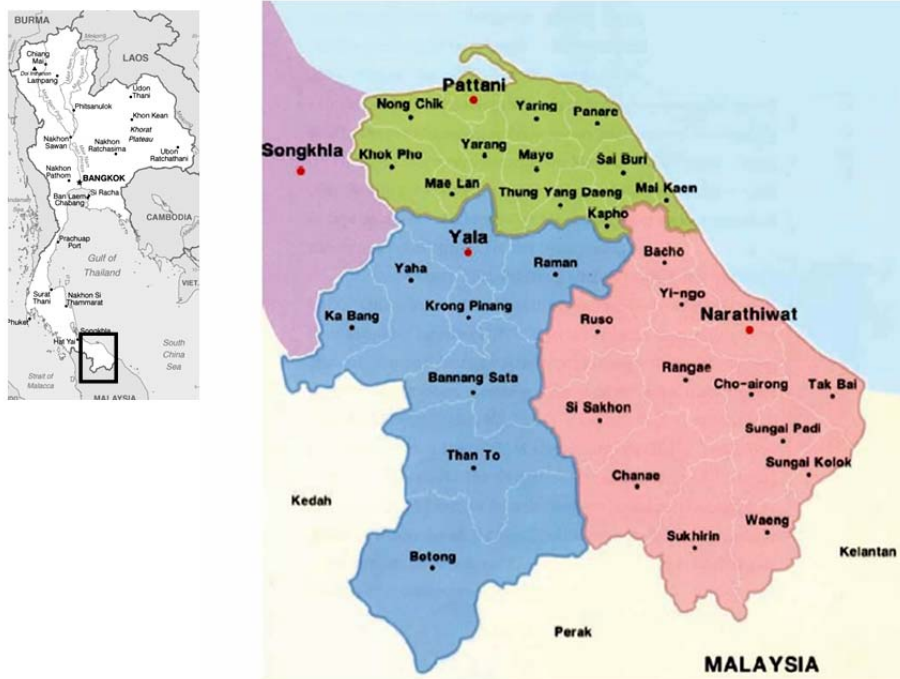 BURMA
LAOS
Chiang
Mai
Doi Inthanon
Lampang
Udon
Thani
Phitsanulok
Khon Kean
Khorat
Plateau
Nakhon
Sawan
Nakhon
Ratchasima
Ubon
Ratchathani
Nakhon
Pathom
BANGKOK
Si Racha
Ban Laem
Chabang
CAMBODIA
Prachuap
Port
Gulf of
Thailand
VIET.
Surat
Thani
Nakhon Si
Thammarat
Phuket
Songkhla
Hat Yai
South
China
Sea
Strait of
Malacca
MALAYSIA
Pattani
Nong Chik
Yaring
Panare
Songkhla
Khok Pho
Yarang
Mayo
Sai Buri
Mae Lan
Thung Yang Daeng
Mai Kaen
Kapho
Yala
Bacho
Yaha
Raman
Yi-ngo
Ka Bang
Krong Pinang
Ruso
Narathiwat
Bannang Sata
Rangae
Cho-airong
Tak Bai
Si Sakhon
Sungai Padi
Than To
Chanae
Sungai Kolok
Kedah
Waeng
Sukhirin
Betong
Kelantan
Perak
MALAYSIA